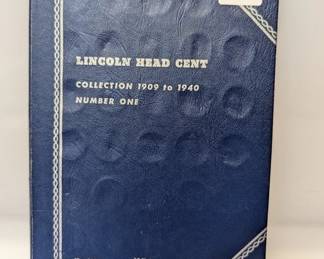 LINCOLN HEAD CENT
COLLECTION 1909 to 1940
NUMBER ONE